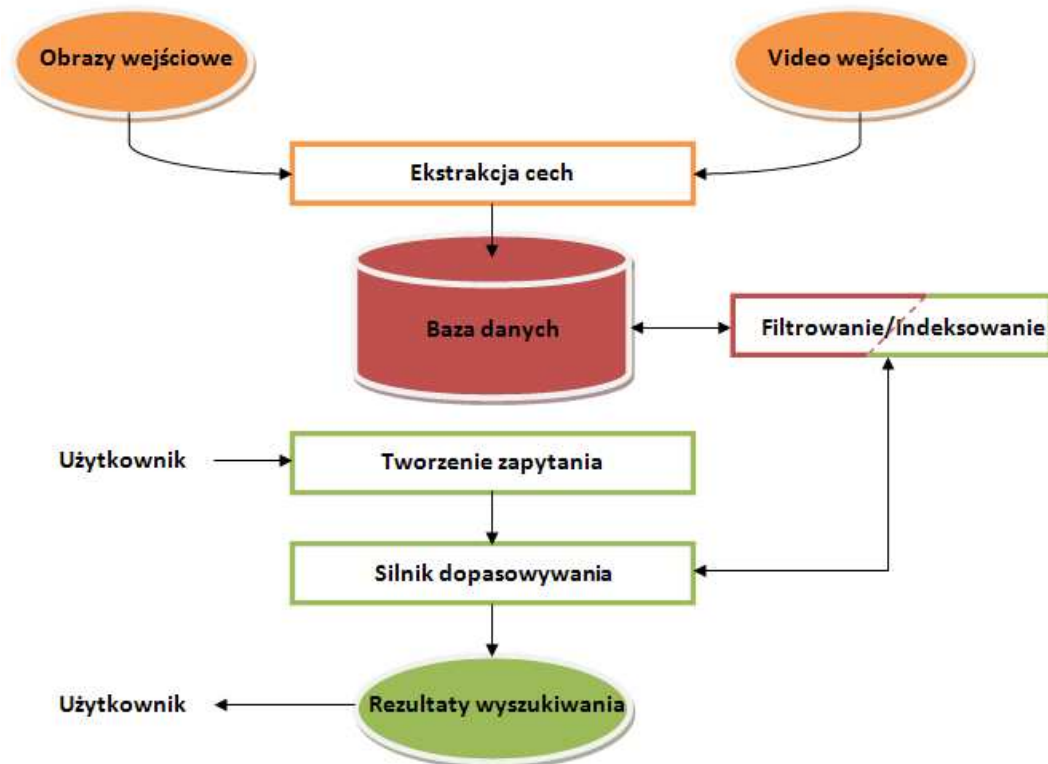 Obrazy wejściowe
Video wejściowe
Ekstrakcja cech
Baza danych
Filtrowanie/Indeksowanie
Użytkownik
Tworzenie zapytania
Silnik dopasowywania
Użytkownik
Rezultaty wyszukiwania